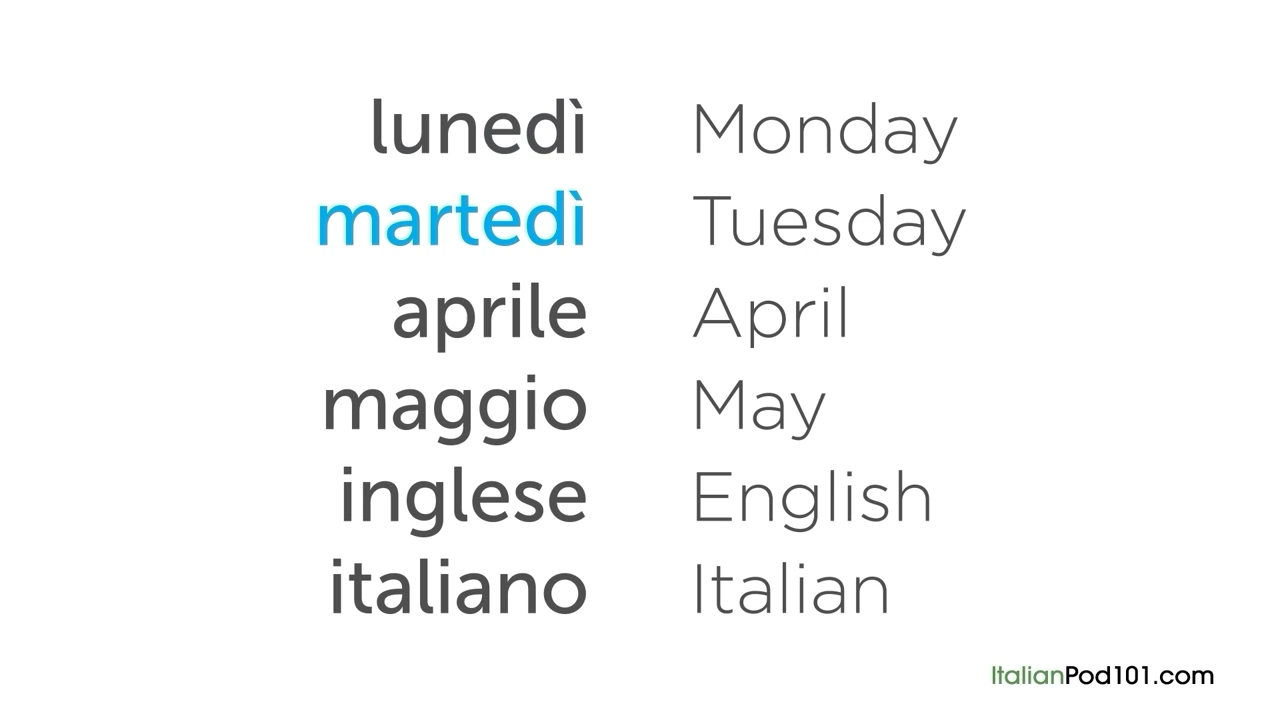 lunedì Monday
martedì Tuesday
aprile April
maggio May
inglese English
italiano Italian
ItalianPod101.com